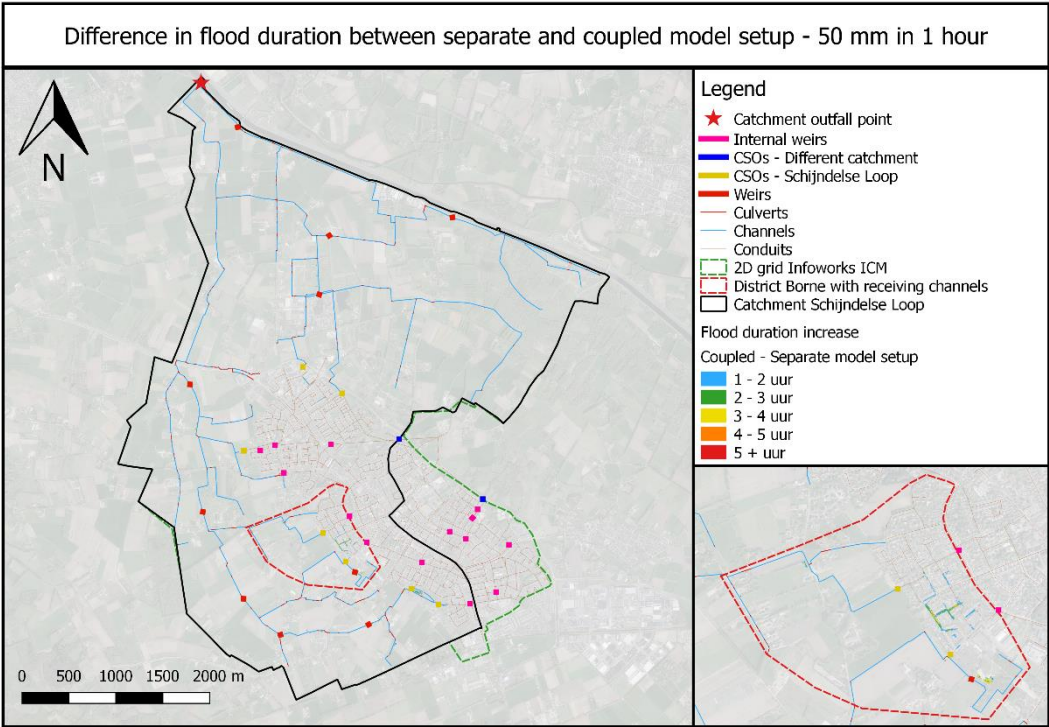 Difference in flood duration between separate and coupled model setup - 50 mm in 1 hour
N
0 500 1000 1500 2000 m
Legend
Catchment outfall point
Internal weirs
CSOs - Different catchment
CSOs - Schijndelse Loop
Weirs
Culverts
Channels
Conduits
2D grid Infoworks ICM
District Borne with receiving channels
Catchment Schijndelse Loop
Flood duration increase
Coupled - Separate model setup
1 - 2 uur
2 - 3 uur
3 - 4 uur
4 - 5 uur
5 + uur